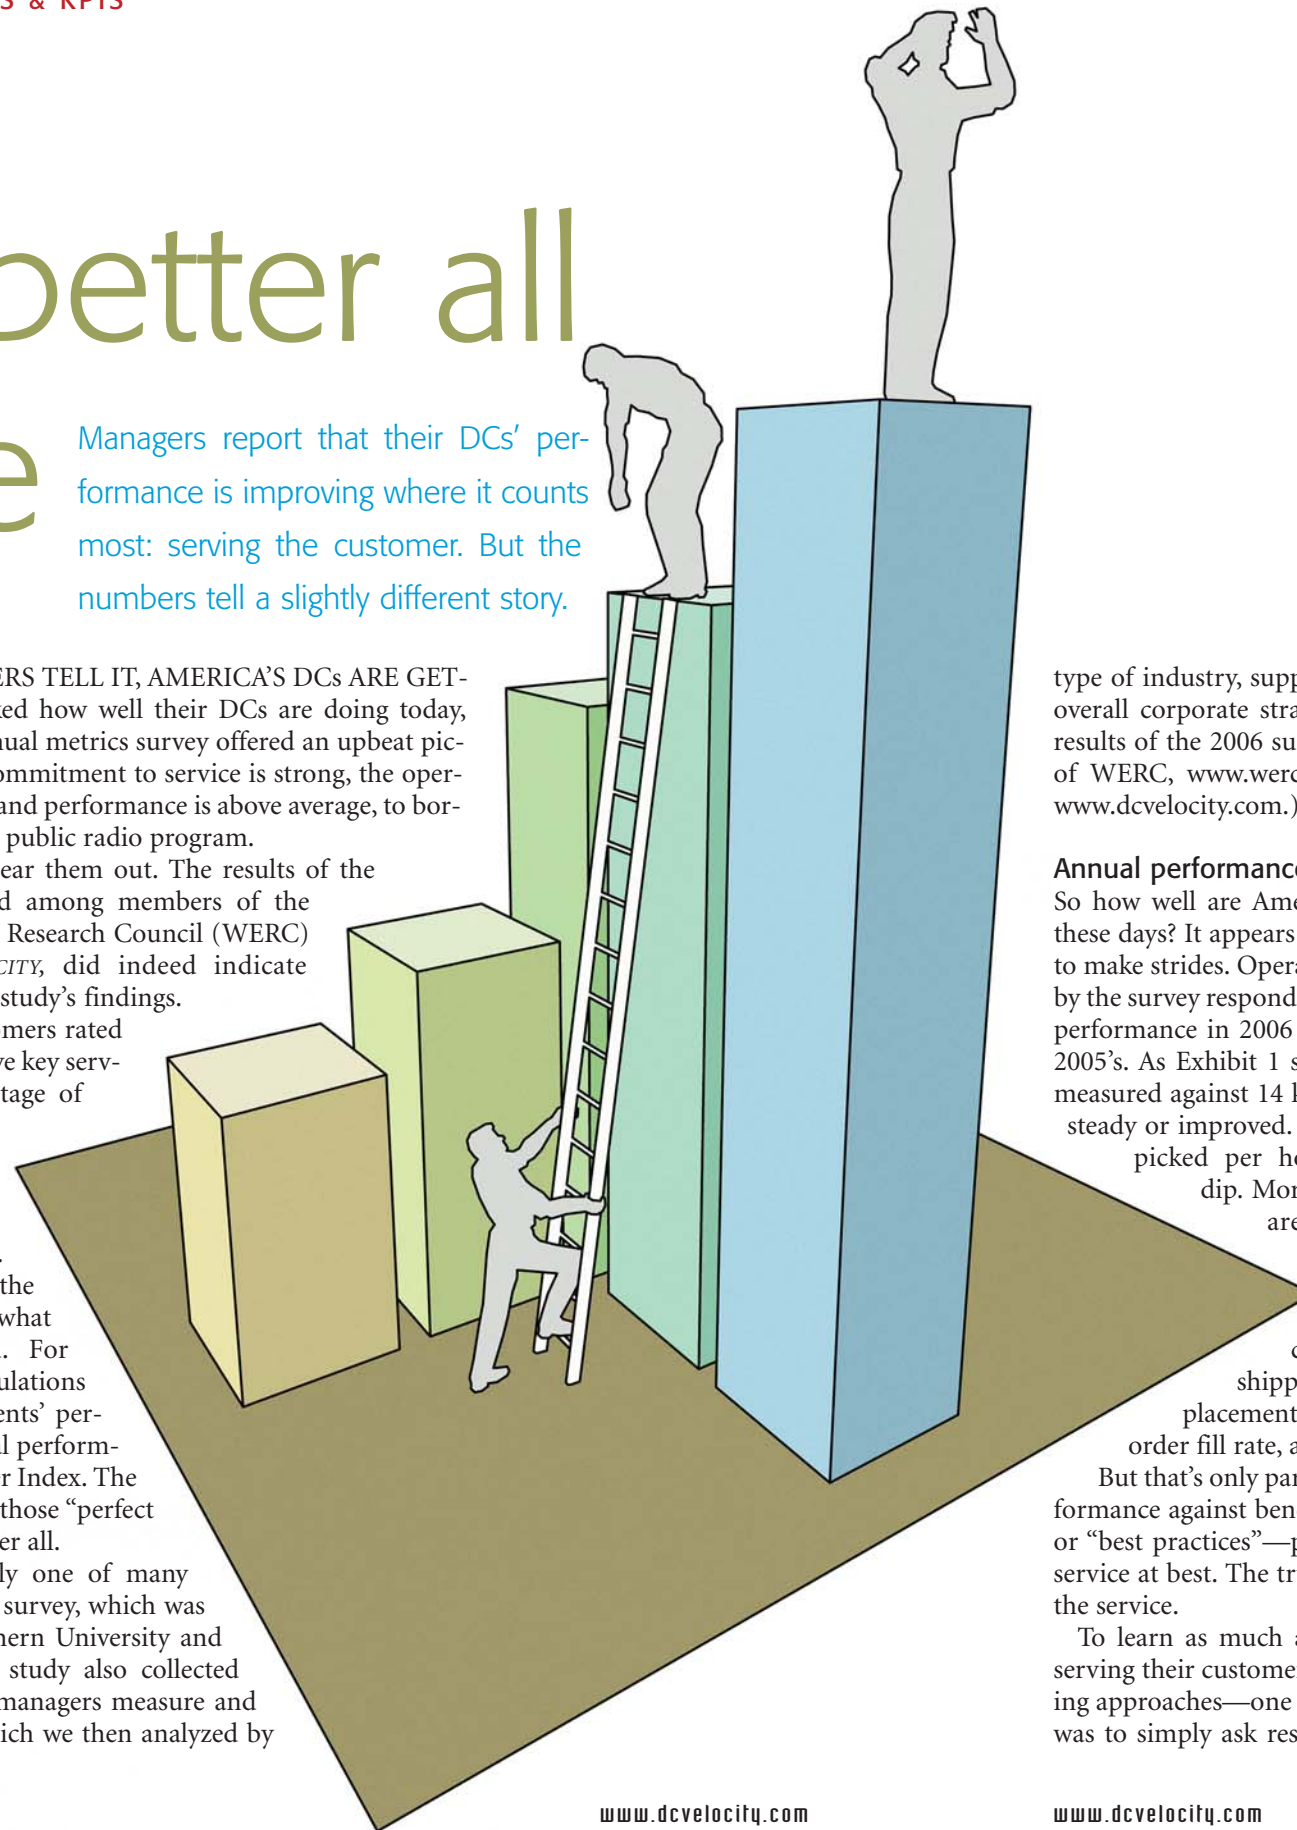 S & KPIS
better all
e
Managers report that their DCs’ per-
formance is improving where it counts
most: serving the customer. But the
numbers tell a slightly different story.
ERS TELL IT, AMERICA’S DCs ARE GET-
ked how well their DCs are doing today,
nual metrics survey offered an upbeat pic-
ommitment to service is strong, the oper-
and performance is above average, to bor-
public radio program.
ear them out. The results of the
d among members of the
Research Council (WERC)
CITY, did indeed indicate
study’s findings.
omers rated
ve key serv-
tage of
.
the
what
. For
ulations
ents’ per-
al perform-
er Index. The
those “perfect
er all.
ly one of many
survey, which was
hern University and
study also collected
managers measure and
ich we then analyzed by
www.dcvelocity.com
type of industry, supp
overall corporate stra
results of the 2006 su
of WERC, www.werc
www.dcvelocity.com.)
Annual performance
So how well are Ame
these days? It appears
to make strides. Opera
by the survey respond
performance in 2006
2005’s. As Exhibit 1 s
measured against 14 k
steady or improved.
picked per ho
dip. Mor
are
c
shipp
placement
order fill rate, a
But that’s only par
formance against ben
or “best practices”—p
service at best. The tr
the service.
To learn as much a
serving their custome
ing approaches—one
was to simply ask res
www.dcvelocity.com